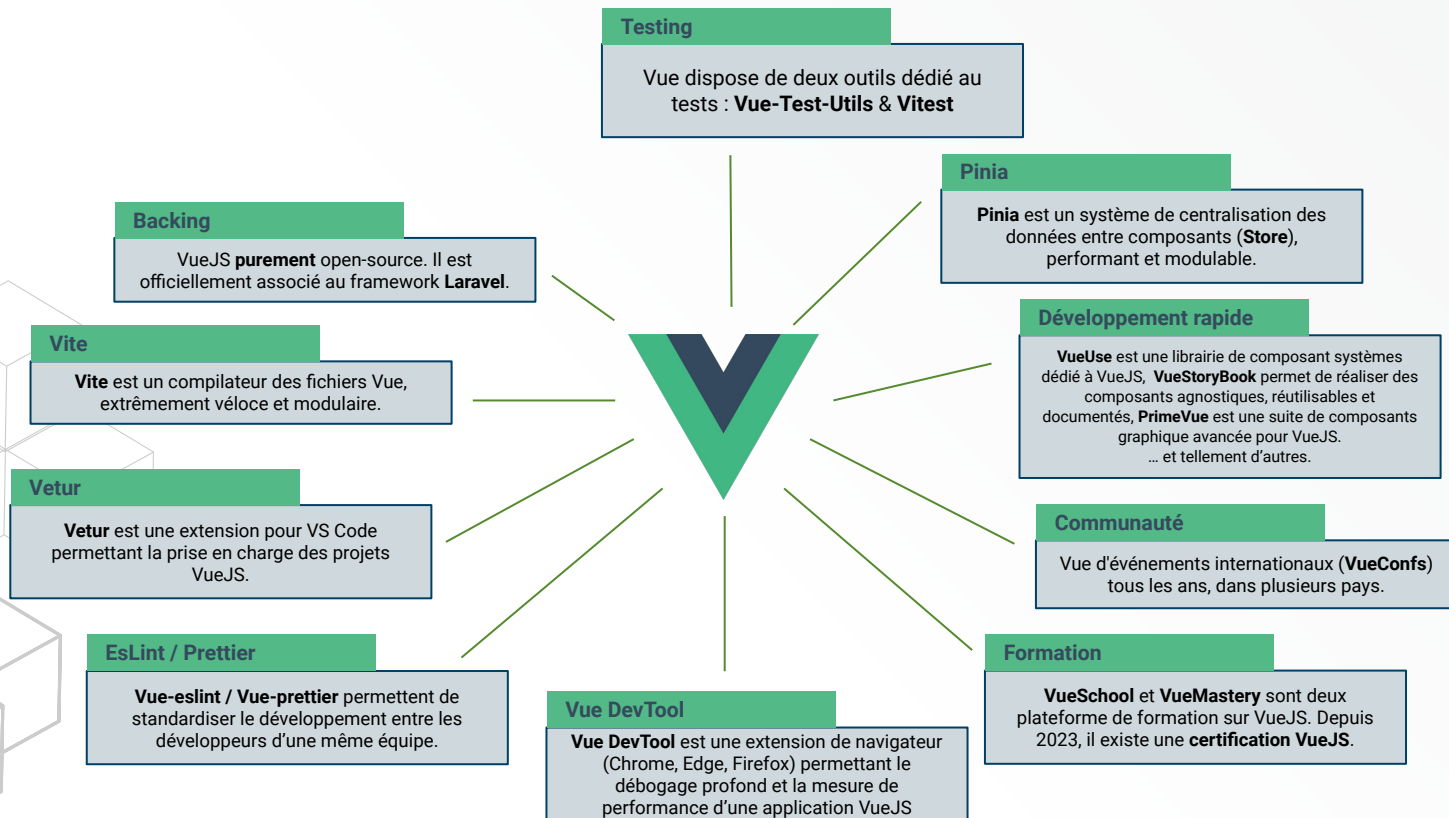 Testing
Vue dispose de deux outils dédié au
tests : Vue-Test-Utils & Vitest
Pinia
Pinia est un système de centralisation des
données entre composants (Store),
performant et modulable.
Backing
VueJS purement open-source. Il est
officiellement associé au framework Laravel.
Développement rapide
VueUse est une librairie de composant systèmes
dédié à VueJS, VueStoryBook permet de réaliser des
composants agnostiques, réutilisables et
documentés, PrimeVue est une suite de composants
graphique avancée pour VueJS.
… et tellement d’autres.
Vite
Vite est un compilateur des fichiers Vue,
extrêmement véloce et modulaire.
Vetur
Vetur est une extension pour VS Code
permettant la prise en charge des projets
VueJS.
Communauté
Vue d'événements internationaux (VueConfs)
tous les ans, dans plusieurs pays.
EsLint / Prettier
Vue-eslint / Vue-prettier permettent de
standardiser le développement entre les
développeurs d’une même équipe.
Formation
VueSchool et VueMastery sont deux
plateforme de formation sur VueJS. Depuis
2023, il existe une certification VueJS.
Vue DevTool
Vue DevTool est une extension de navigateur
(Chrome, Edge, Firefox) permettant le
débogage profond et la mesure de
performance d’une application VueJS